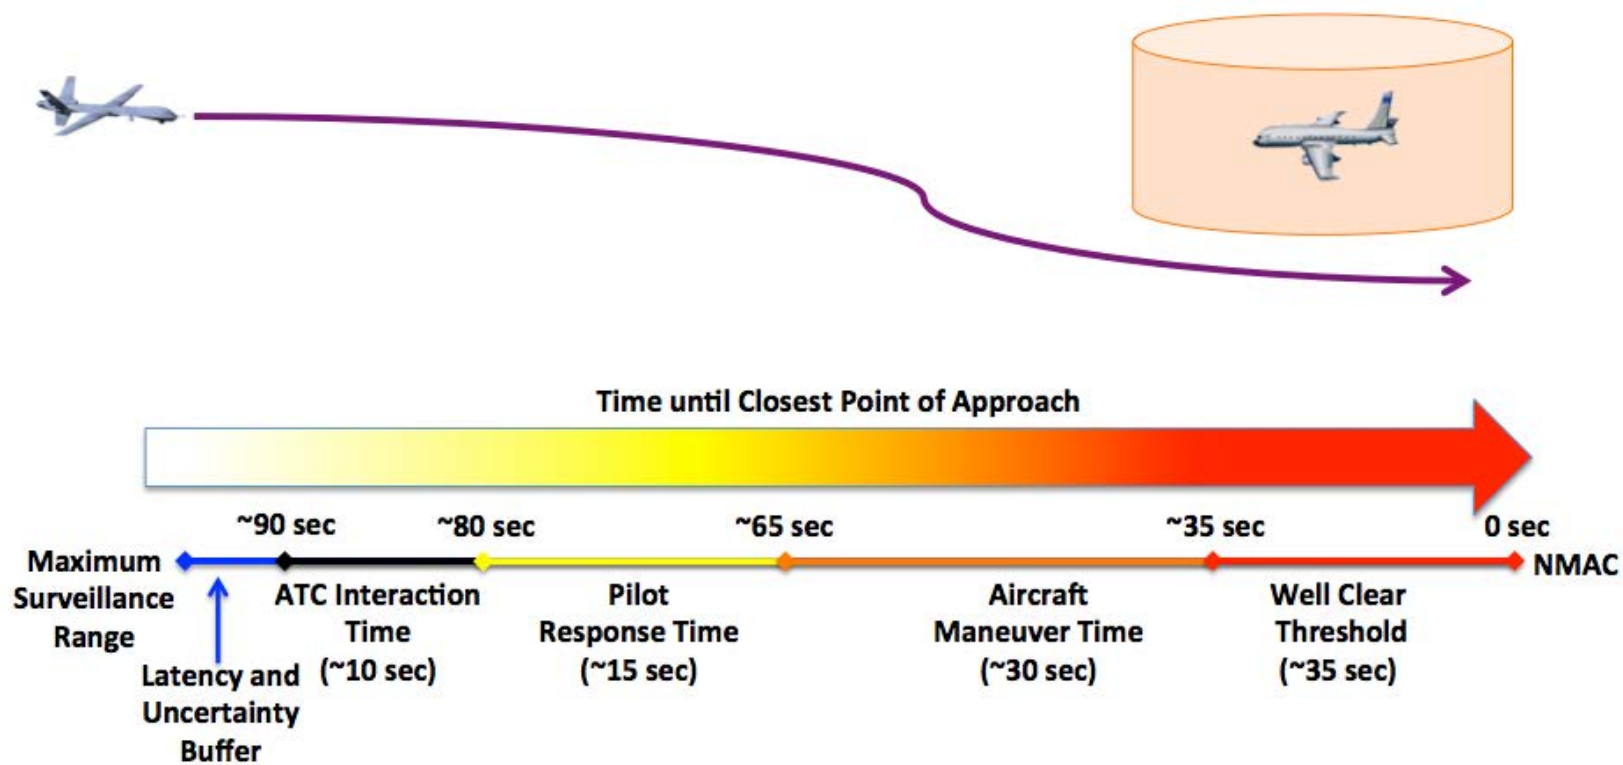 Time until Closest Point of Approach
~90 sec
~80 sec
~65 sec
~35 sec
0 sec
Maximum
Surveillance
Range
NMAC
Latency and
Uncertainty
Buffer
ATC Interaction
Time
(~10 sec)
Pilot
Response Time
(~15 sec)
Aircraft
Maneuver Time
(~30 sec)
Well Clear
Threshold
(~35 sec)